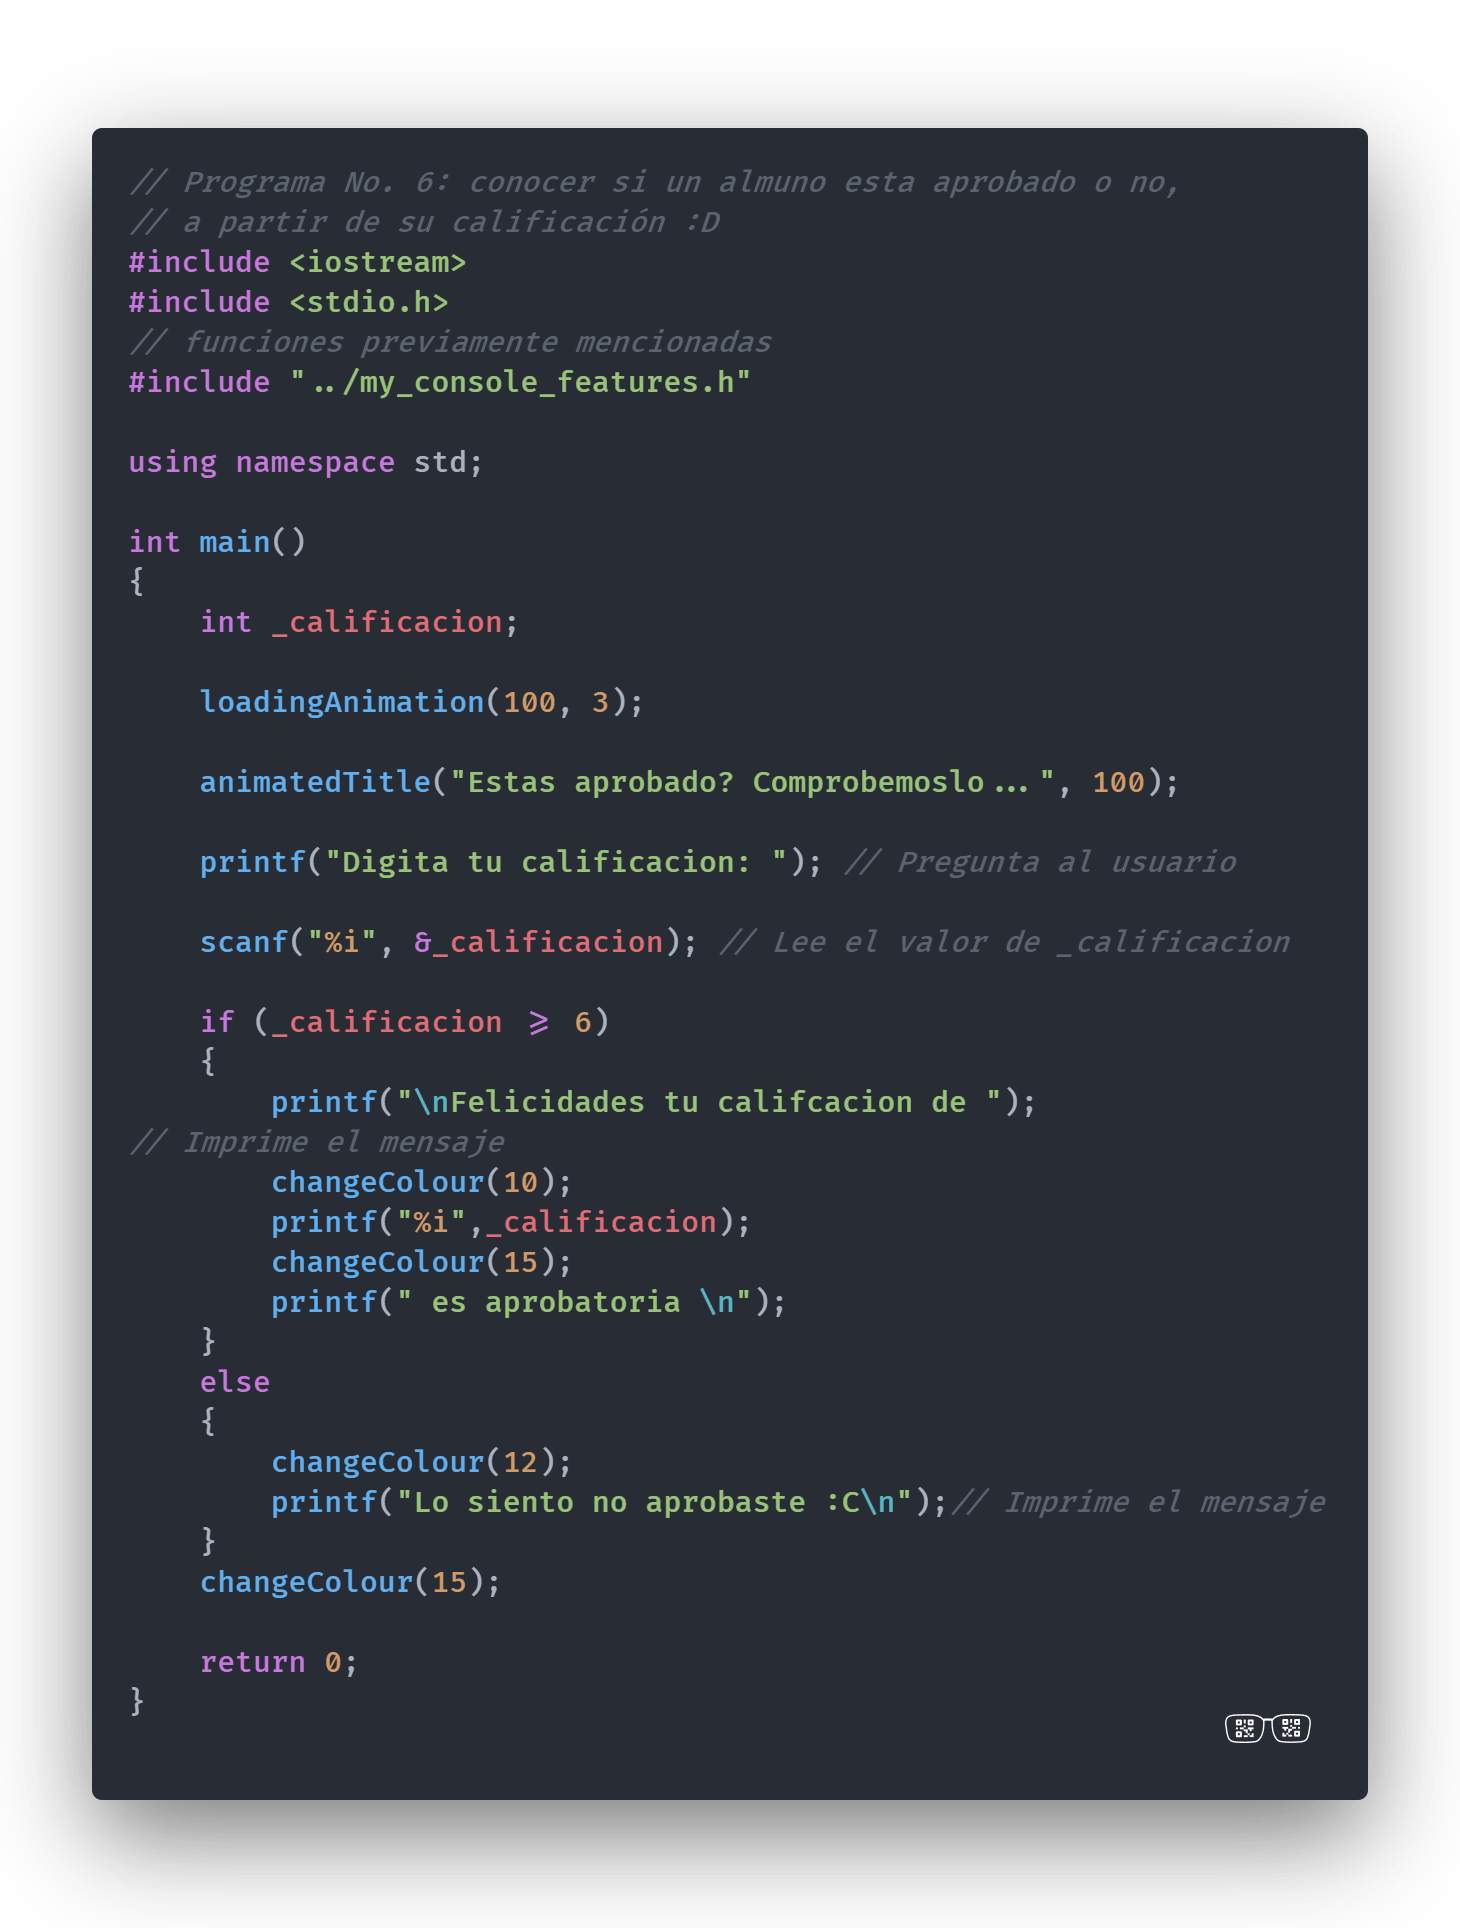 // Programa No. 6: conocer si un almuno esta aprobado o no,
// a partir de su calificación :D
#include <iostream>
#include <stdio.h>
// funciones previamente mencionadas
#include "../my_console_features.h"
using namespace std;
int main()
{
int _calificacion;
loadingAnimation(100, 3);
animatedTitle("Estas aprobado? Comprobemoslo...", 100);
printf("Digita tu calificacion: "); // Pregunta al usuario
scanf("%i", &_calificacion); // Lee el valor de _calificacion
if (_calificacion >= 6)
{
printf("\nFelicidades tu califcacion de ");
// Imprime el mensaje
changeColour(10);
printf("%i",_calificacion);
changeColour(15);
printf(" es aprobatoria \n");
}
else
{
changeColour(12);
printf("Lo siento no aprobaste :C\n");// Imprime el mensaje
}
changeColour(15);
return 0;
}